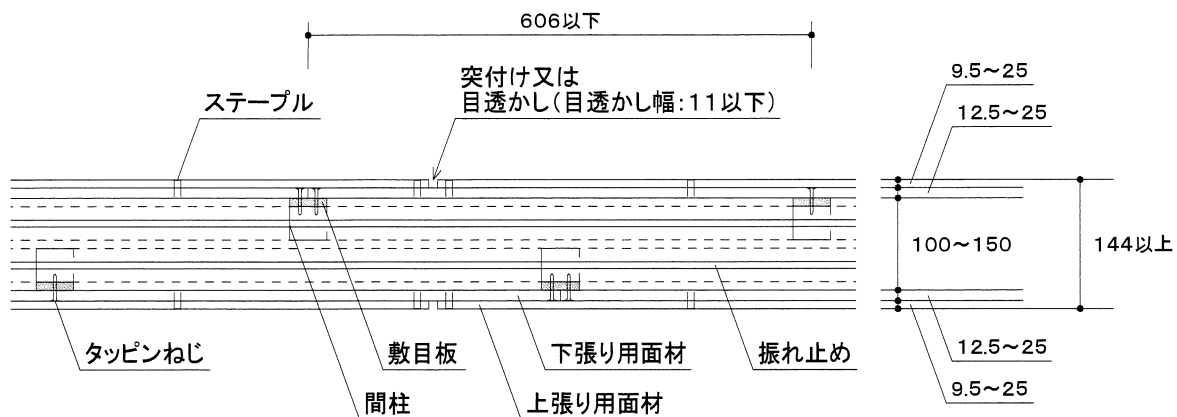 606以下
突付け又は
目透かし(目透かし幅:11以下)
ステープル
9.5~25
12.5~25
100~150
144以上
タッピンねじ
敷目板
下張り用面材
振れ止め
12.5~25
間柱
上張り用面材
9.5~25